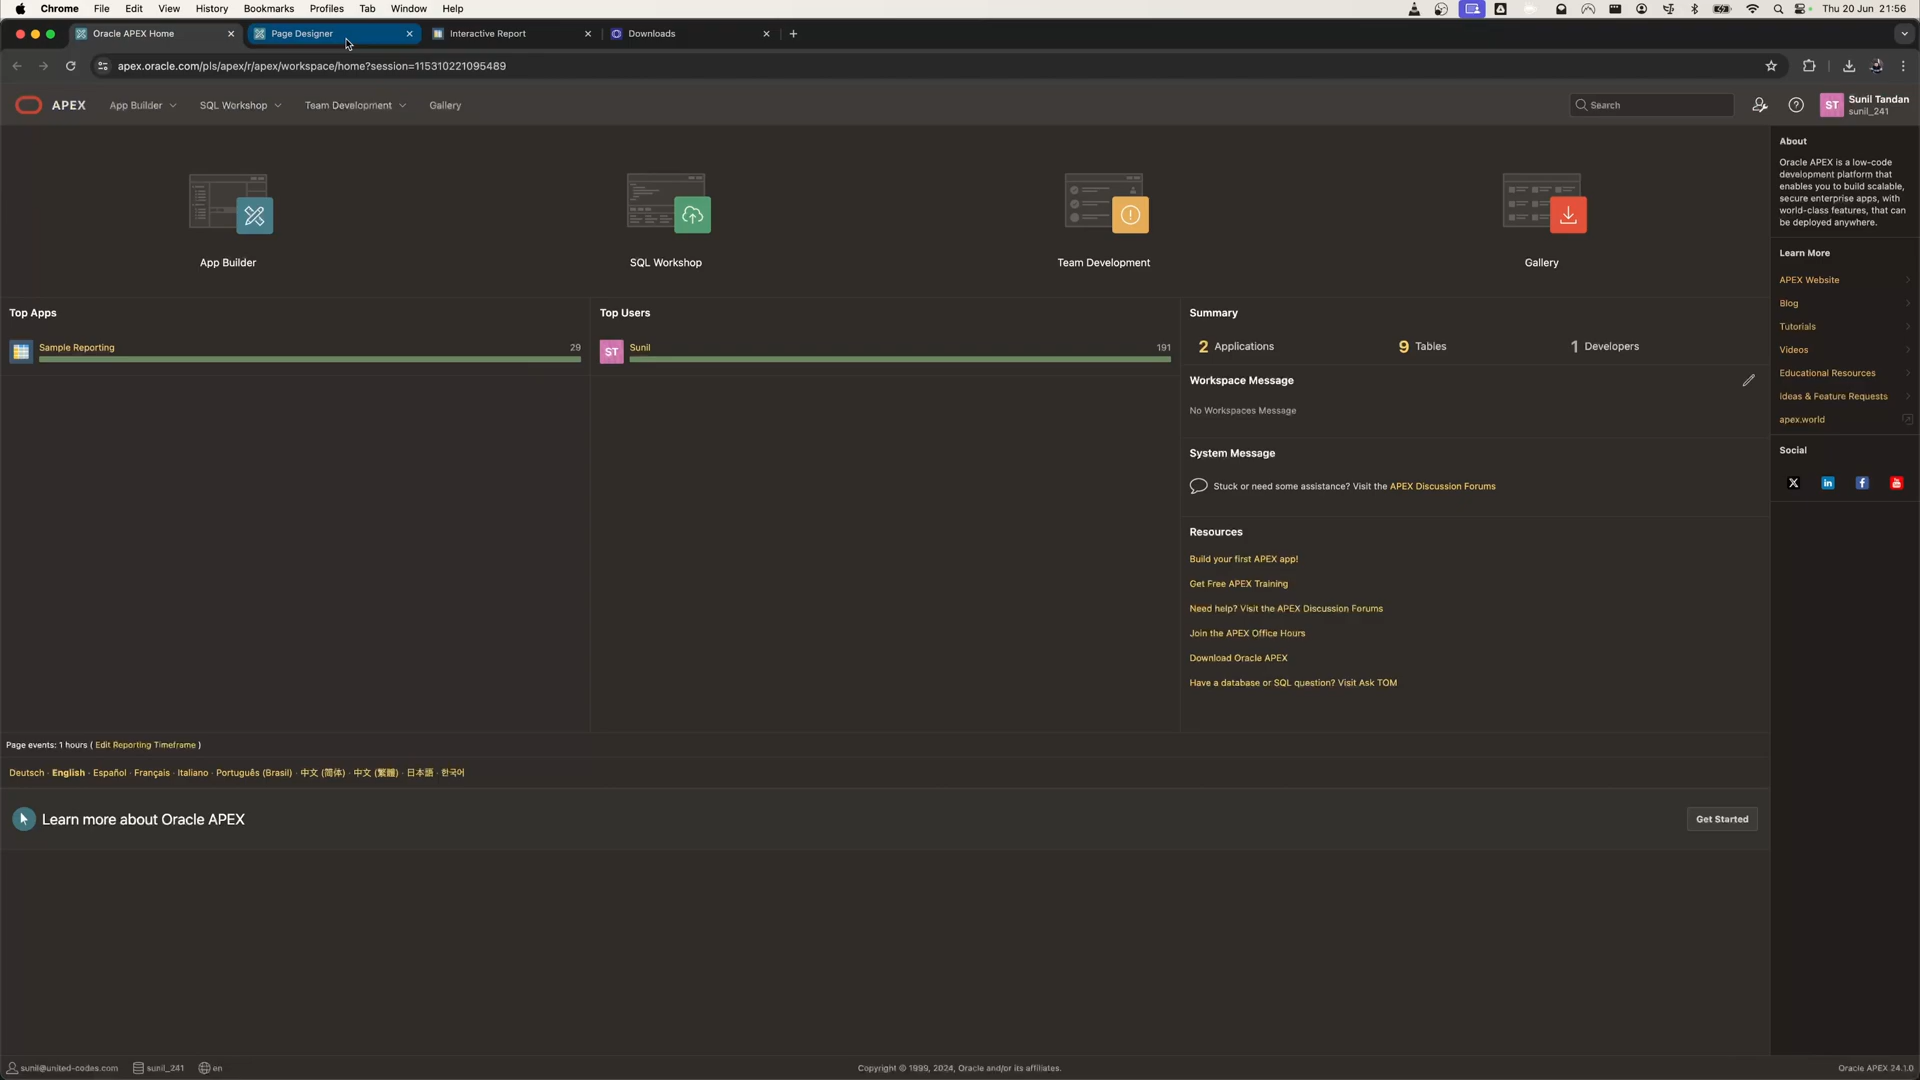 Chrome File Edit View History Bookmarks Profiles Tab Window Help Thu 20 Jun 21:56
Oracle APEX Home Page Designer Interactive Report Downloads
apex.oracle.com/pls/apex/r/apex/workspace/home?session=115310221095489
APEX App Builder SQL Workshop Team Development Gallery Search ST Sunil Tandan
sunil_241
App Builder SQL Workshop Team Development Gallery
Top Apps
Sample Reporting 29
Top Users
ST Sunil 191
Summary
2 Applications 9 Tables 1 Developers
Workspace Message
No Workspaces Message
System Message
Stuck or need some assistance? Visit the APEX Discussion Forums
Resources
Build your first APEX app!
Get Free APEX Training
Need help? Visit the APEX Discussion Forums
Join the APEX Office Hours
Download Oracle APEX
Have a database or SQL question? Visit Ask TOM
About
Oracle APEX is a low-code
development platform that
enables you to build scalable,
secure enterprise apps, with
world-class features, that can
be deployed anywhere.
Learn More
APEX Website
Blog
Tutorials
Videos
Educational Resources
Ideas & Feature Requests
apex.world
Social
Page events: 1 hours ( Edit Reporting Timeframe )
Deutsch · English · Español · Français · Italiano · Português (Brasil) · 中文 (简体) · 中文 (繁體) · 日本語 · 한국어
Learn more about Oracle APEX Get Started
sunil@united-codes.com sunil_241 en Copyright © 1999, 2024, Oracle and/or its affiliates. Oracle APEX 24.1.0